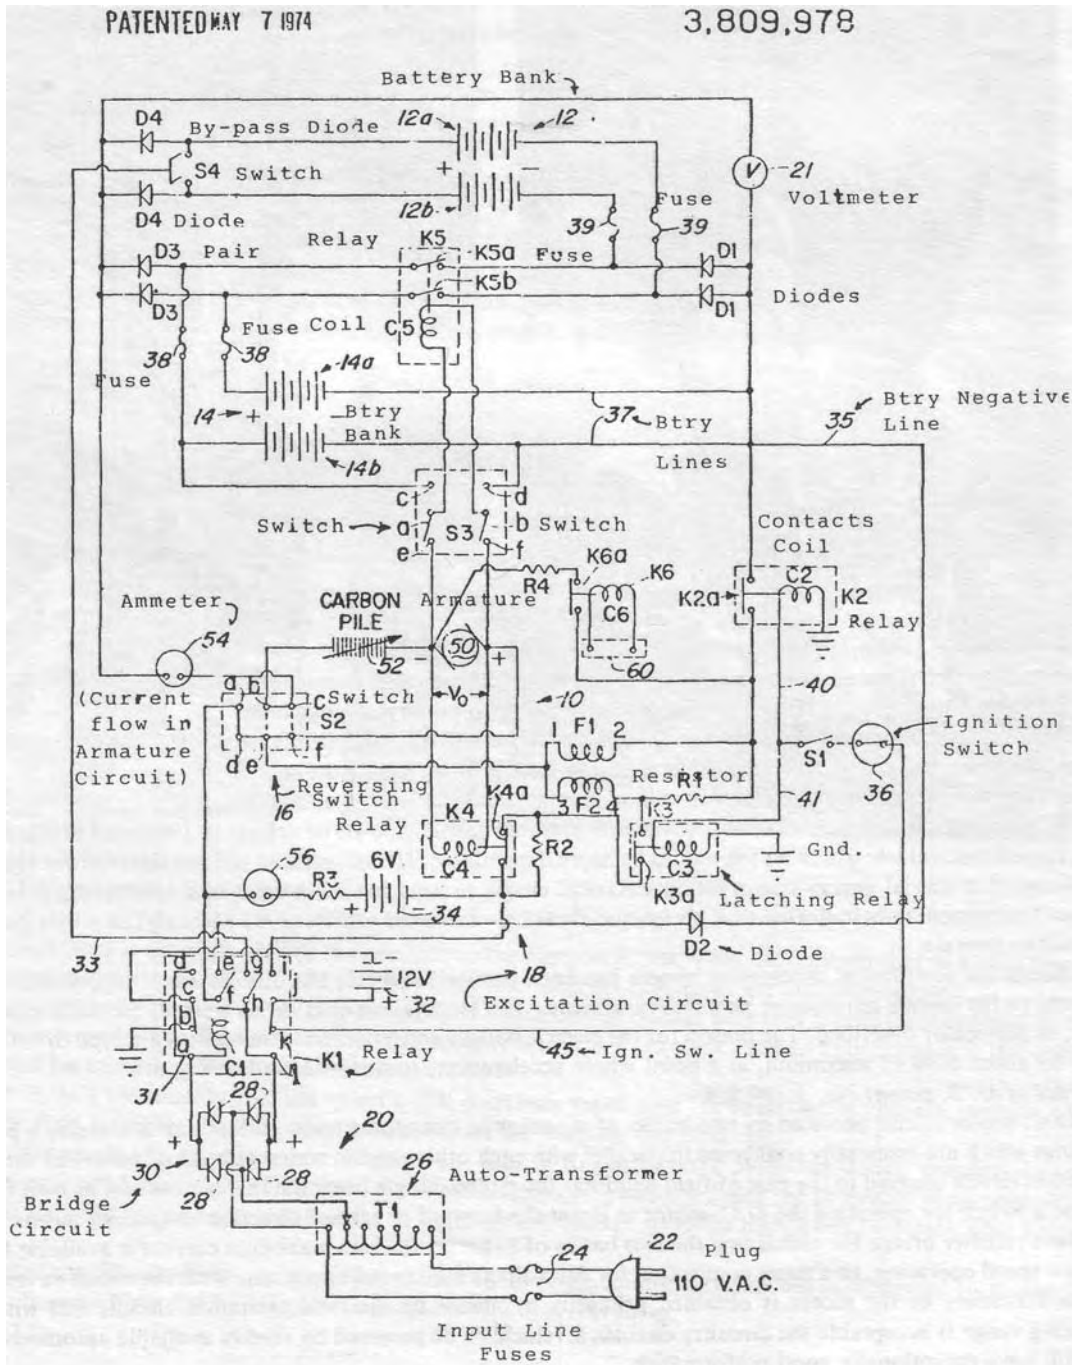 PATENTED MAY 7 1974 3,809,978
Battery Bank
D4 By-pass Diode 12a 12
S4 Switch + − V 21
Voltmeter
D4 Diode 12b Fuse
39 39
D3 Pair Relay K5 K5a Fuse D1
K5b
D3 Diodes
D1
Fuse Coil C5
38 38
Fuse 14a
14 + − Btry 37 Btry 35 Btry Negative
Bank Line
14b Lines
c d
Switch a S3 b Switch Contacts
e f Coil
K6a K6 C2
R4 K2a K2
Ammeter CARBON Armature C6 Relay
PILE
54 50
52 − + 60
a b c Switch V₀ 10 40
(Current S2 Ignition
flow in f 1 F1 2 Switch
Armature d e S1
Circuit) Resistor R1 36
16 Reversing K4a 3 F2 4 41
Switch K3
Relay K4
R2 Gnd.
56 6V C4 C3
R3 Latching Relay
+ − 34 K3a
D2 Diode
33 d e g i − 18
c 12V
f h + 32 Excitation Circuit
b
a C1 k 45 Ign. Sw. Line
K1 Relay
31 28
+ + 20
30 26
28 28 Auto-Transformer
Bridge
Circuit T1
22
24 Plug
110 V.A.C.
Input Line
Fuses